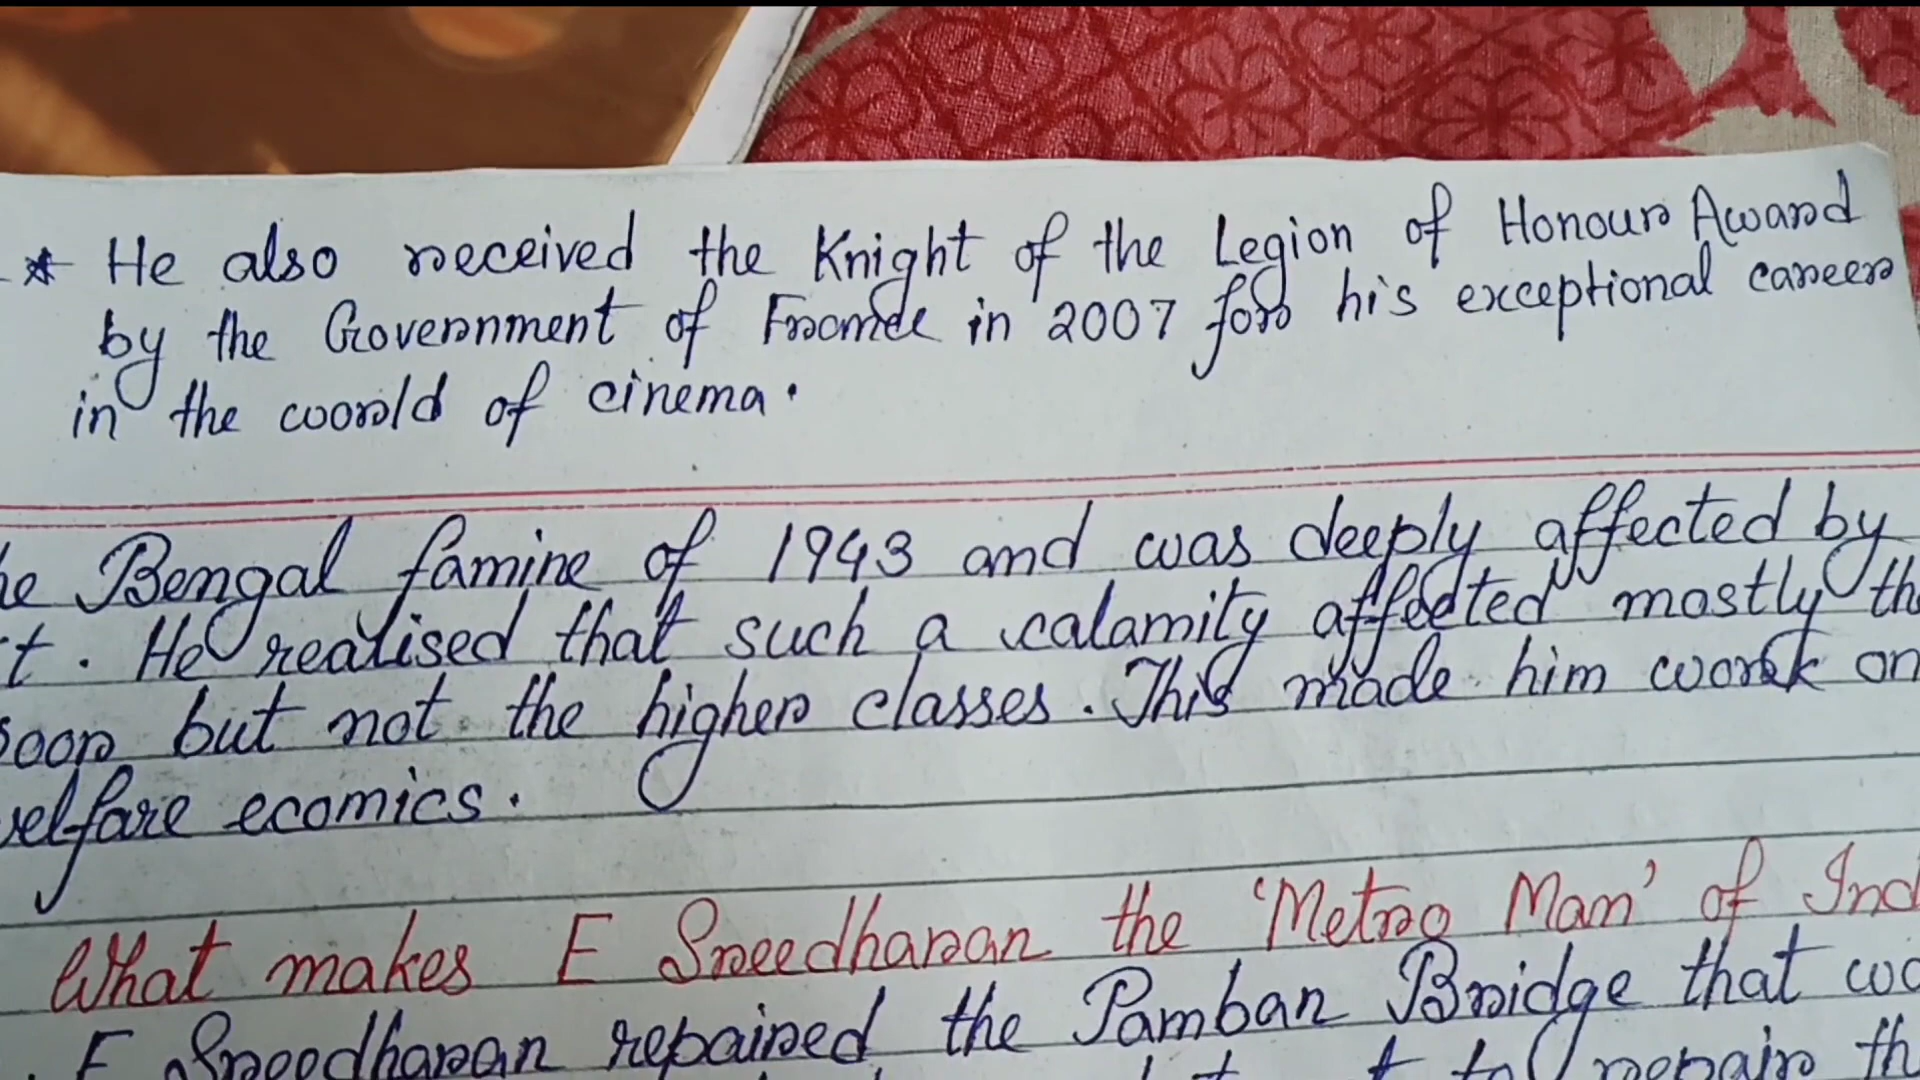 * He also received the Knight of the Legion of Honour Award
by the Government of France in 2007 for his exceptional career
in the world of cinema.
Bengal famine of 1943 and was deeply affected by
He realised that such a calamity affected mostly the
but not the higher classes. This made him work on
welfare ecomics.
What makes E Sreedharan the 'Metro Man' of Ind
E Sreedharan repaired the Pamban Bridge that
repair th